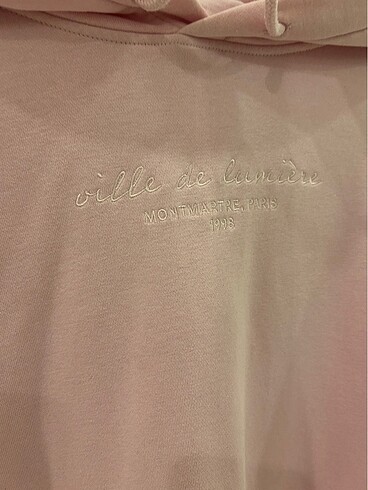 ville de lumière
MONTMARTRE, PARIS
1998